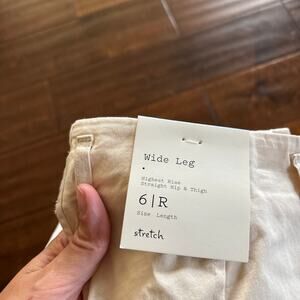 Wide Leg
•
Highest Rise
Straight Hip & Thigh
6|R
Size Length
stretch